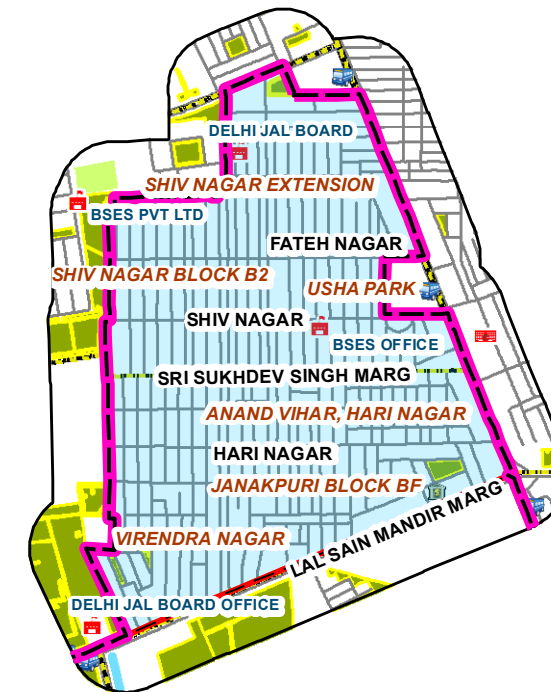 DELHI JAL BOARD
SHIV NAGAR EXTENSION
BSES PVT LTD
FATEH NAGAR
SHIV NAGAR BLOCK B2
USHA PARK
SHIV NAGAR
BSES OFFICE
SRI SUKHDEV SINGH MARG
ANAND VIHAR, HARI NAGAR
HARI NAGAR
JANAKPURI BLOCK BF
LAL SAIN MANDIR MARG
VIRENDRA NAGAR
DELHI JAL BOARD OFFICE